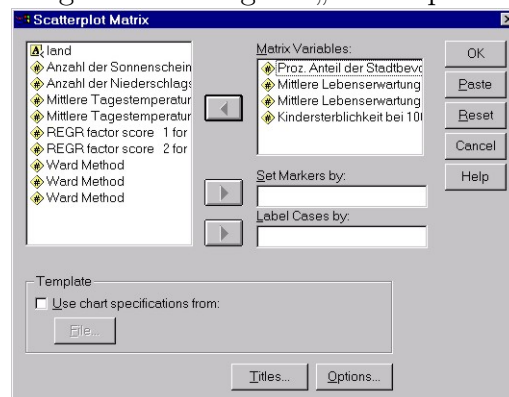 Scatterplot Matrix
land
Anzahl der Sonnenschein
Anzahl der Niederschlags
Mittlere Tagestemperatur
Mittlere Tagestemperatur
REGR factor score 1 for
REGR factor score 2 for
Ward Method
Ward Method
Ward Method
Matrix Variables:
Proz. Anteil der Stadtbevö
Mittlere Lebenserwartung
Mittlere Lebenserwartung
Kindersterblichkeit bei 10
Set Markers by:
Label Cases by:
OK
Paste
Reset
Cancel
Help
Template
Use chart specifications from:
File...
Titles...
Options...